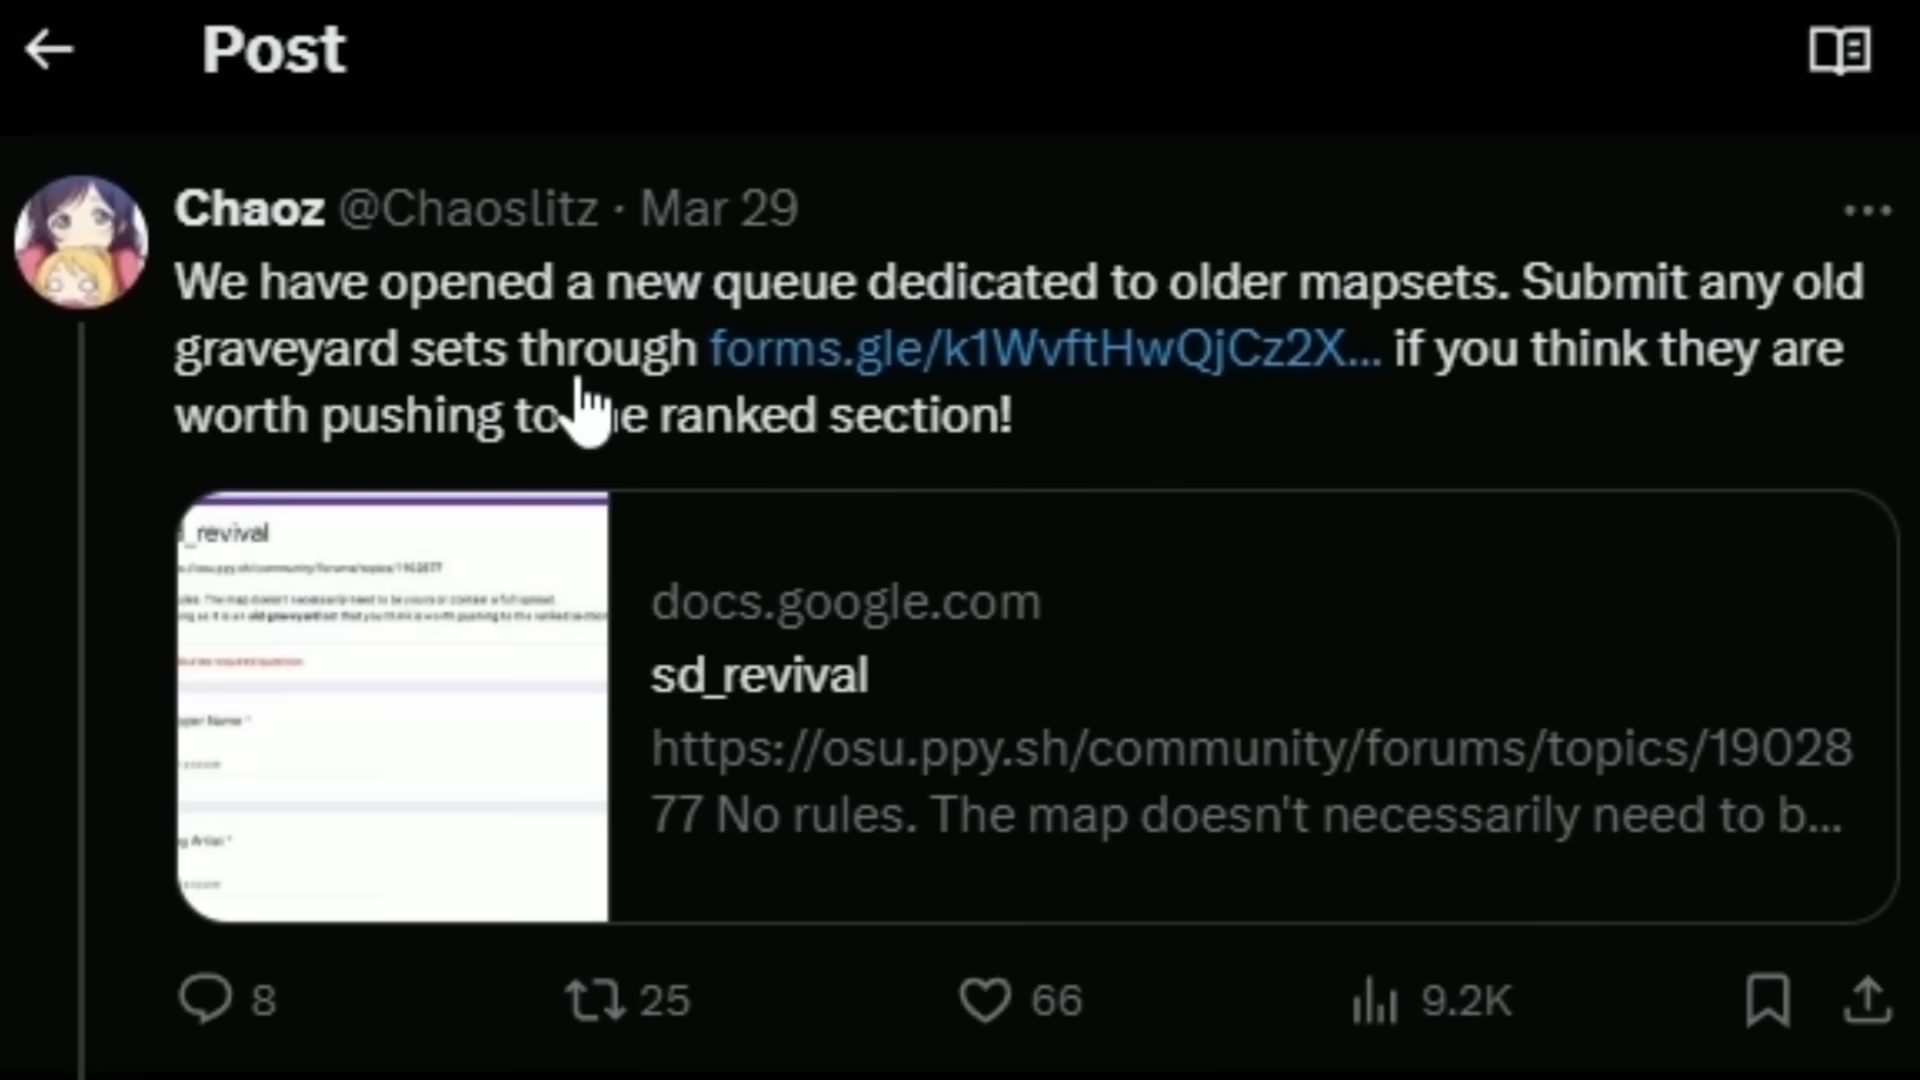 Post
Chaoz @Chaoslitz · Mar 29
We have opened a new queue dedicated to older mapsets. Submit any old
graveyard sets through forms.gle/k1WvftHwQjCz2X... if you think they are
worth pushing to ranked section!
_revival
docs.google.com
sd_revival
https://osu.ppy.sh/community/forums/topics/19028
77 No rules. The map doesn't necessarily need to b...
8 25 66 9.2K